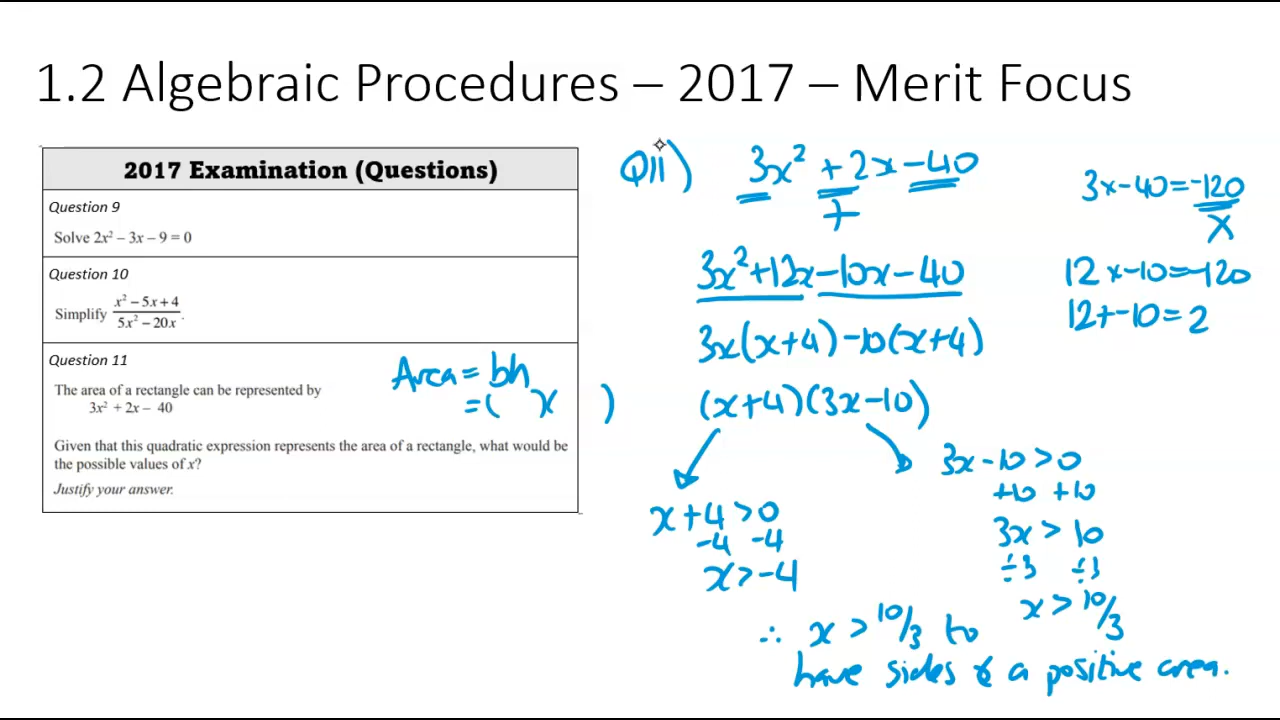 1.2 Algebraic Procedures – 2017 – Merit Focus
2017 Examination (Questions)
Question 9
Solve 2x² – 3x – 9 = 0
Question 10
Simplify (x² – 5x + 4)/(5x² – 20x).
Question 11
The area of a rectangle can be represented by
3x² + 2x – 40
Given that this quadratic expression represents the area of a rectangle, what would be
the possible values of x?
Justify your answer.
Area = bh
= ( x )
Q11) 3x² + 2x – 40
+
3x² + 12x – 10x – 40
3x(x+4) – 10(x+4)
(x+4)(3x–10)
3 x –40 = –120
x
12 x –10 = –120
12 + –10 = 2
x + 4 > 0
–4 –4
x > –4
3x – 10 > 0
+10 +10
3x > 10
÷3 ÷3
x > 10/3
∴ x > 10/3 to
have sides & a positive area.